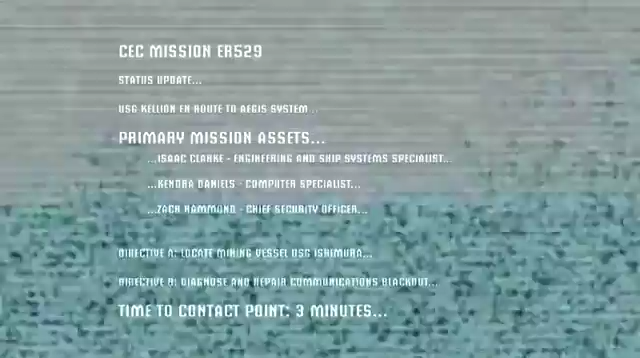 CEC MISSION ER529
STATUS UPDATE...
USG KELLION EN ROUTE TO AEGIS SYSTEM...
PRIMARY MISSION ASSETS...
...ISAAC CLARKE - ENGINEERING AND SHIP SYSTEMS SPECIALIST...
...KENDRA DANIELS - COMPUTER SPECIALIST...
...ZACH HAMMOND - CHIEF SECURITY OFFICER...
DIRECTIVE A: LOCATE MINING VESSEL USG ISHIMURA...
DIRECTIVE B: DIAGNOSE AND REPAIR COMMUNICATIONS BLACKOUT...
TIME TO CONTACT POINT: 3 MINUTES...